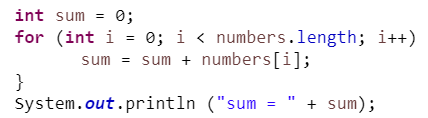 int sum = 0;
for (int i = 0; i < numbers.length; i++)
sum = sum + numbers[i];
}
System.out.println ("sum = " + sum);